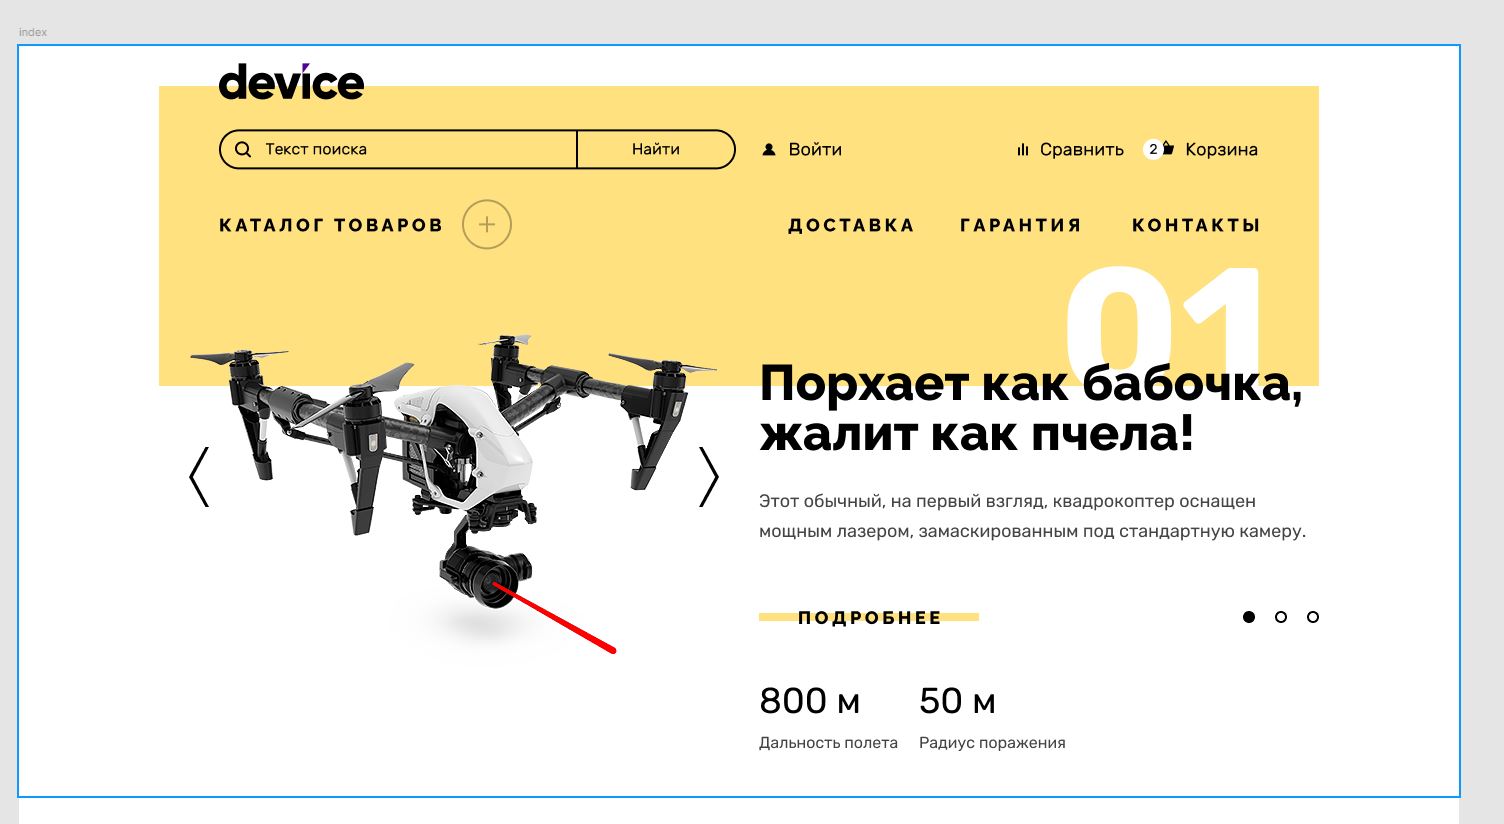 index
device
Текст поиска
Найти
Войти
Сравнить
2
Корзина
КАТАЛОГ ТОВАРОВ
ДОСТАВКА
ГАРАНТИЯ
КОНТАКТЫ
01
Порхает как бабочка,
жалит как пчела!
Этот обычный, на первый взгляд, квадрокоптер оснащен
мощным лазером, замаскированным под стандартную камеру.
ПОДРОБНЕЕ
800 м
50 м
Дальность полета
Радиус поражения